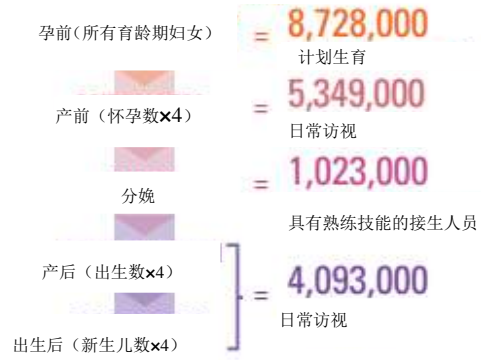 孕前（所有育龄期妇女） = 8,728,000
计划生育
产前（怀孕数×4） = 5,349,000
日常访视
分娩 = 1,023,000
具有熟练技能的接生人员
产后（出生数×4） = 4,093,000
日常访视
出生后（新生儿数×4）